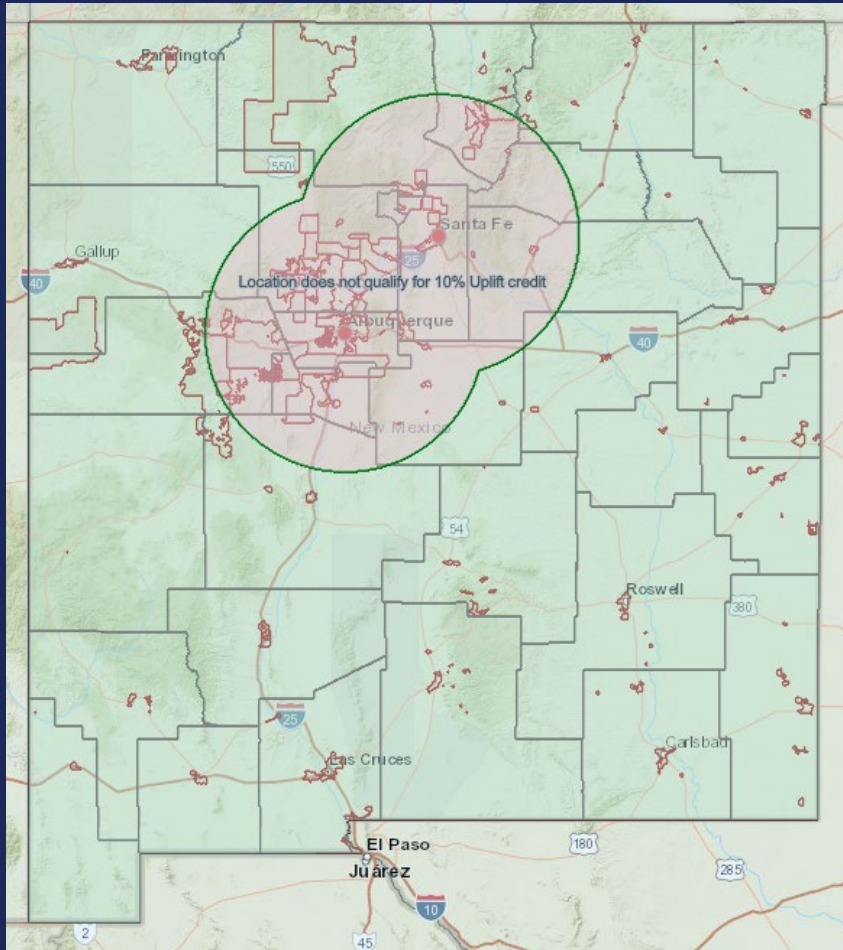 Farmington
550
Santa Fe
Gallup
25
40
Location does not qualify for 10% Uplift credit
Albuquerque
40
New Mexico
54
Roswell
380
25
Carlsbad
Las Cruces
El Paso
180
Juárez
285
10
2
45